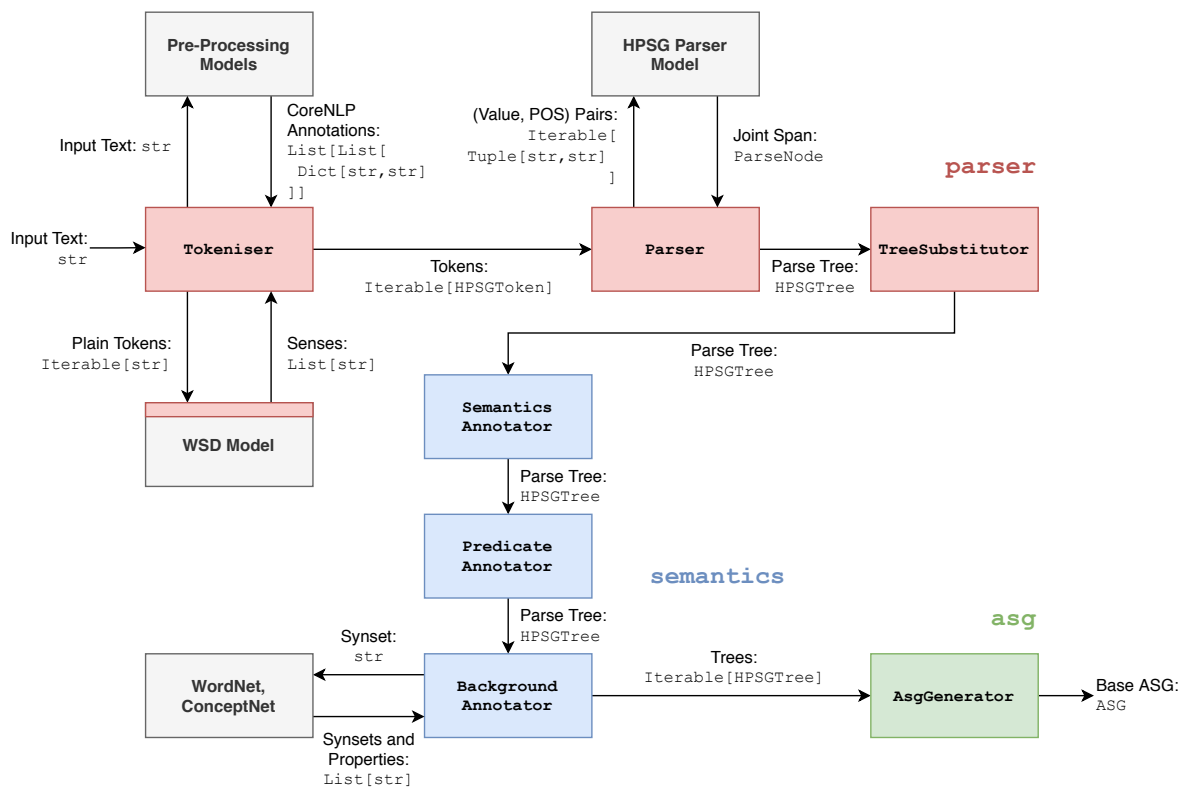 Pre-Processing
Models
HPSG Parser
Model
Input Text: str
CoreNLP
Annotations:
List[List[
Dict[str,str]
]]
(Value, POS) Pairs:
Iterable[
Tuple[str,str]
]
Joint Span:
ParseNode
parser
Input Text:
str
Tokeniser
Tokens:
Iterable[HPSGToken]
Parser
Parse Tree:
HPSGTree
TreeSubstitutor
Plain Tokens:
Iterable[str]
Senses:
List[str]
Parse Tree:
HPSGTree
WSD Model
Semantics
Annotator
Parse Tree:
HPSGTree
Predicate
Annotator
semantics
Parse Tree:
HPSGTree
asg
Synset:
str
WordNet,
ConceptNet
Background
Annotator
Trees:
Iterable[HPSGTree]
AsgGenerator
Base ASG:
ASG
Synsets and
Properties:
List[str]